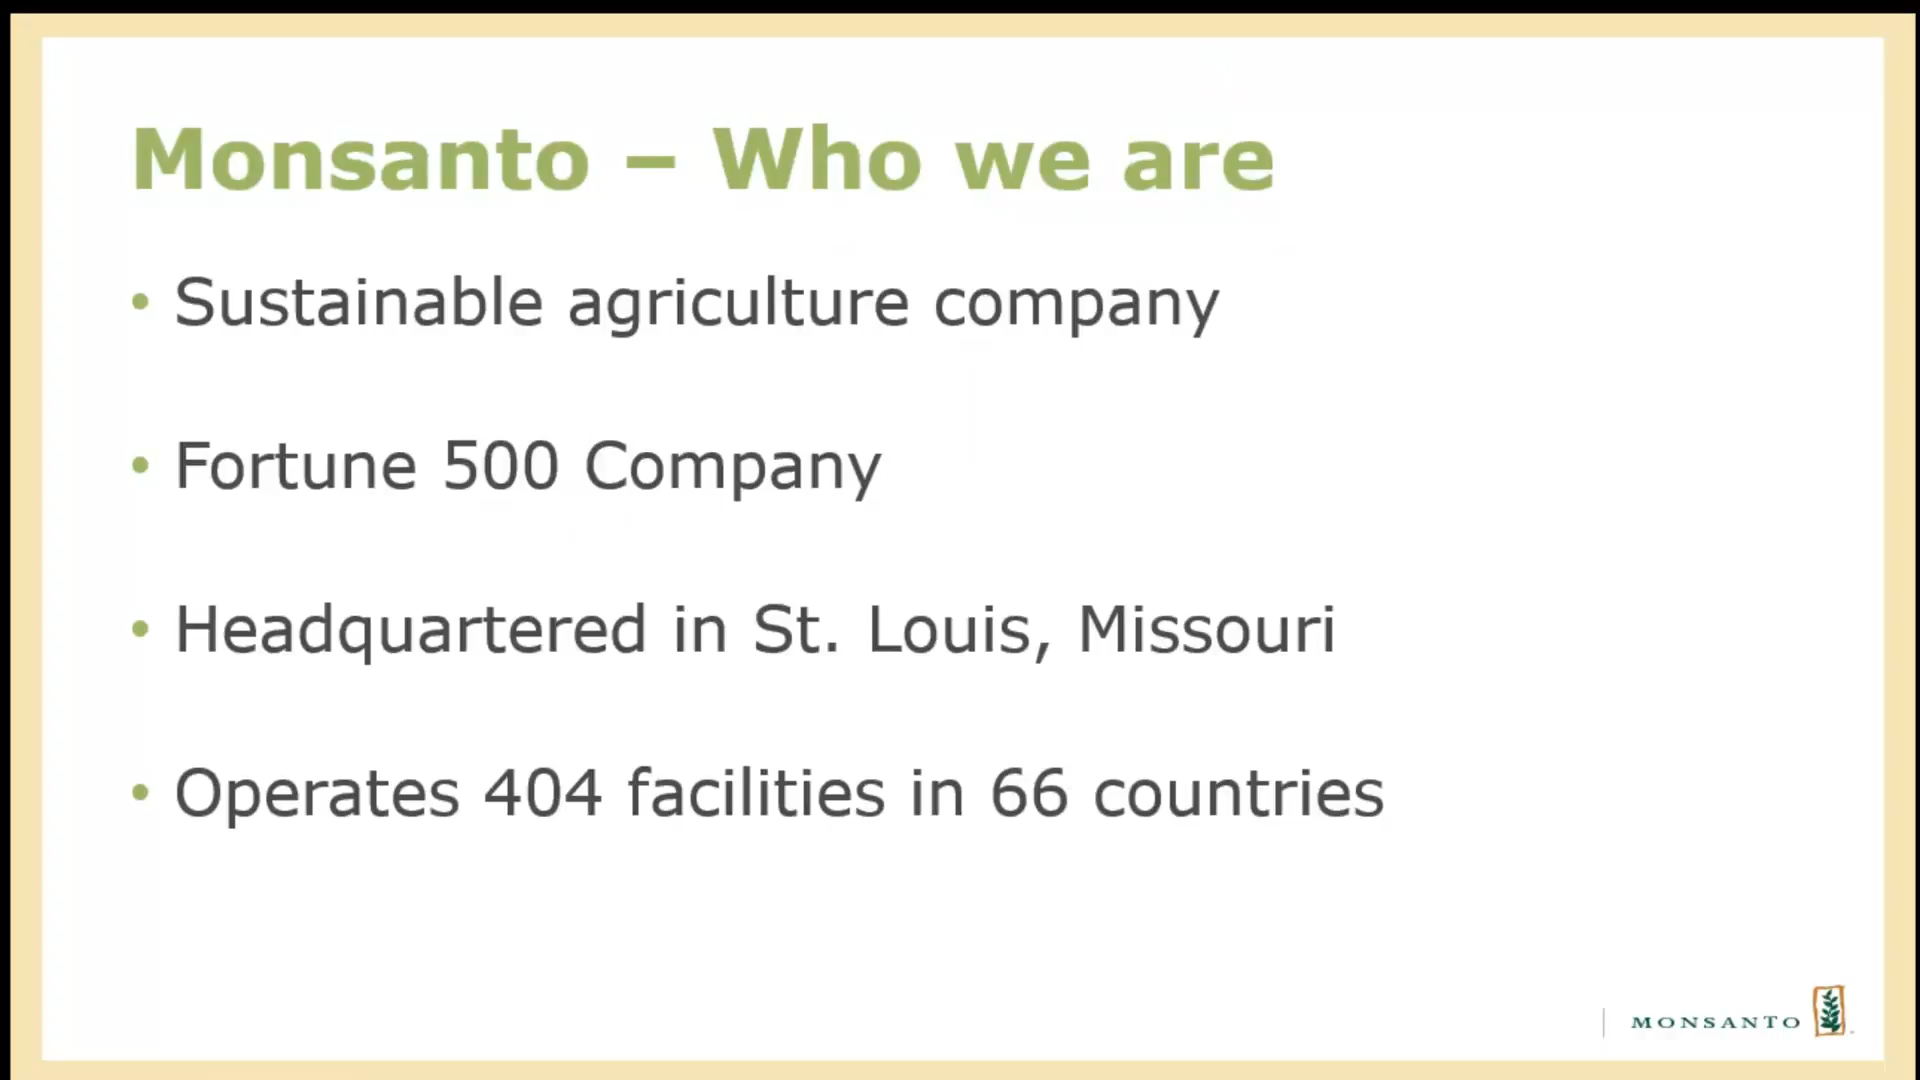 Monsanto – Who we are
• Sustainable agriculture company
• Fortune 500 Company
• Headquartered in St. Louis, Missouri
• Operates 404 facilities in 66 countries
MONSANTO